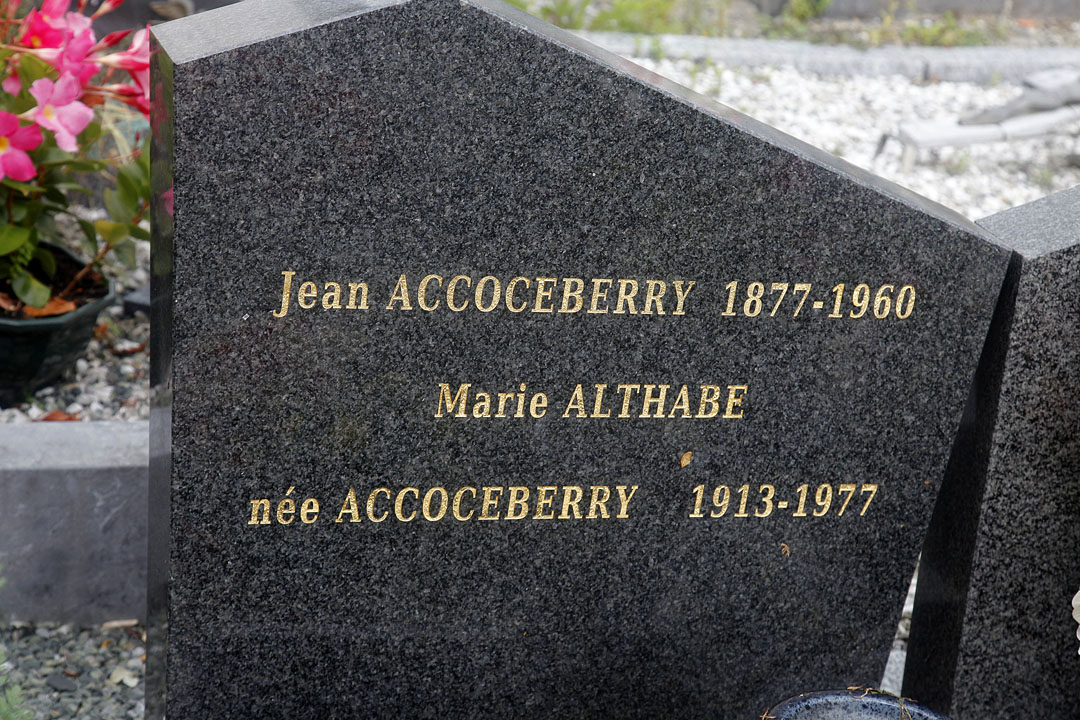 Jean ACCOCEBERRY 1877-1960
Marie ALTHABE
née ACCOCEBERRY 1913-1977